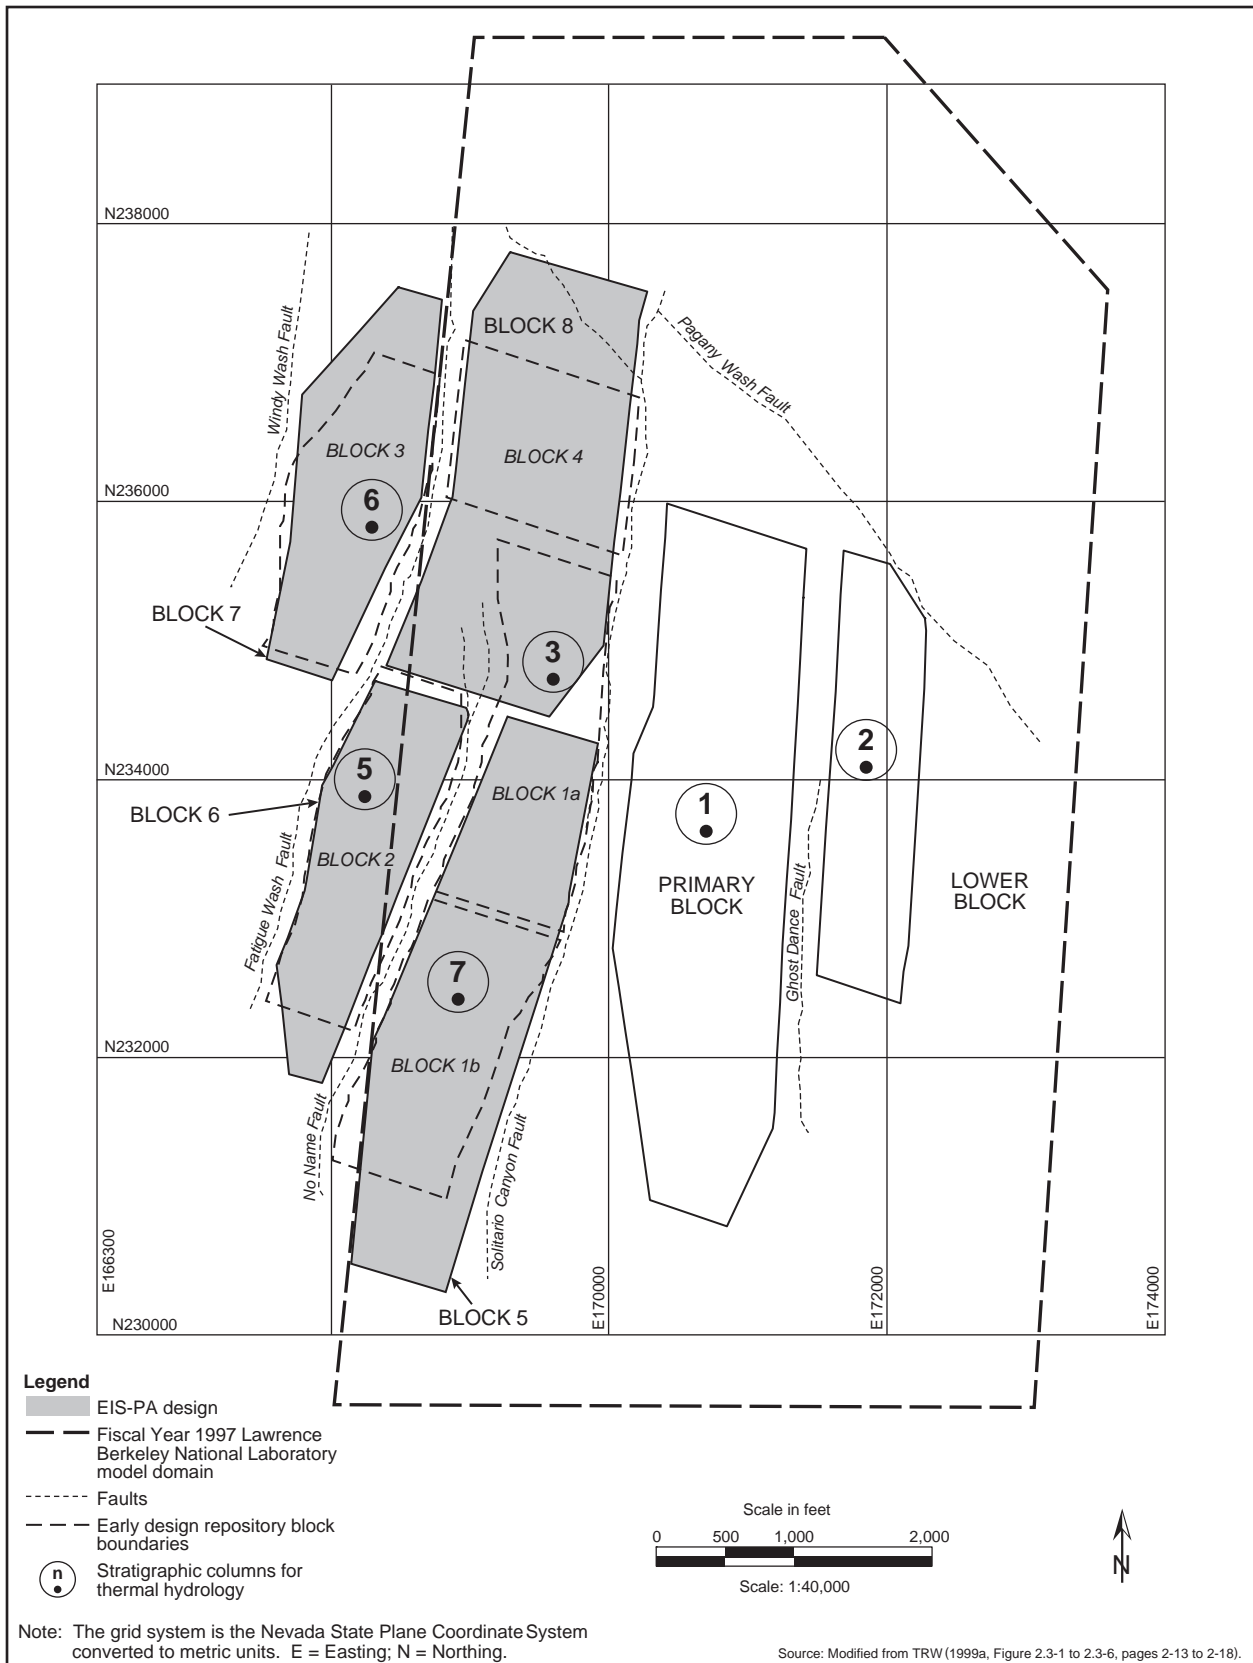 N238000
Windy Wash Fault
BLOCK 8
Pagany Wash Fault
BLOCK 3
BLOCK 4
N236000
6
BLOCK 7
3
5
N234000
2
1
BLOCK 1a
BLOCK 6
BLOCK 2
Fatigue Wash Fault
PRIMARY
BLOCK
LOWER
BLOCK
Ghost Dance Fault
7
N232000
BLOCK 1b
No Name Fault
Solitario Canyon Fault
E166300
E170000
E172000
E174000
BLOCK 5
N230000
Legend
EIS-PA design
Fiscal Year 1997 Lawrence
Berkeley National Laboratory
model domain
Faults
Early design repository block
boundaries
n
Stratigraphic columns for
thermal hydrology
Scale in feet
0 500 1,000 2,000
Scale: 1:40,000
N
Note: The grid system is the Nevada State Plane Coordinate System
converted to metric units. E = Easting; N = Northing.
Source: Modified from TRW (1999a, Figure 2.3-1 to 2.3-6, pages 2-13 to 2-18).